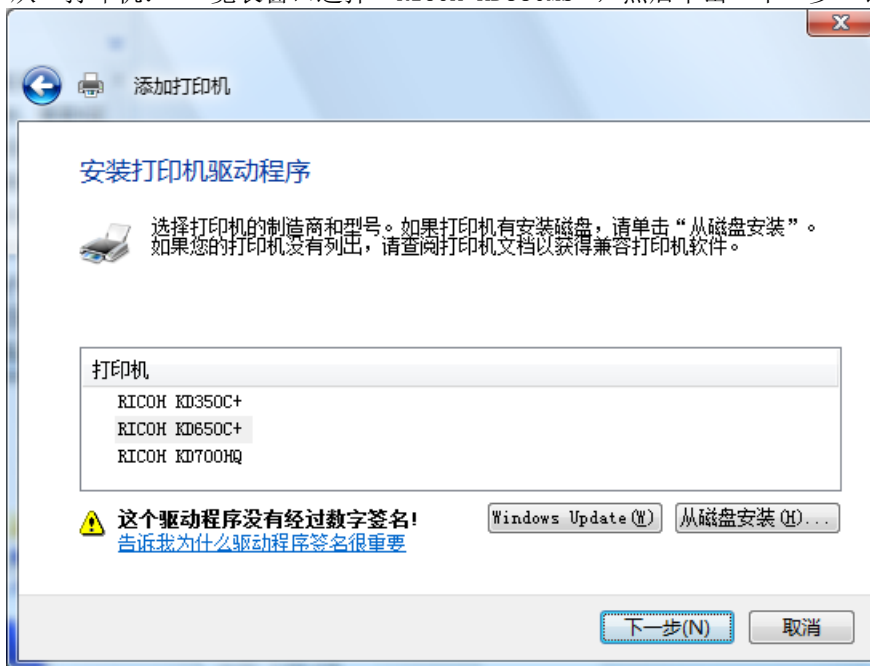 添加打印机
安装打印机驱动程序
选择打印机的制造商和型号。如果打印机有安装磁盘，请单击“从磁盘安装”。
如果您的打印机没有列出，请查阅打印机文档以获得兼容打印机软件。
打印机
RICOH KD350C+
RICOH KD650C+
RICOH KD700HQ
这个驱动程序没有经过数字签名!
Windows Update(W)
从磁盘安装(H)...
告诉我为什么驱动程序签名很重要
下一步(N)
取消